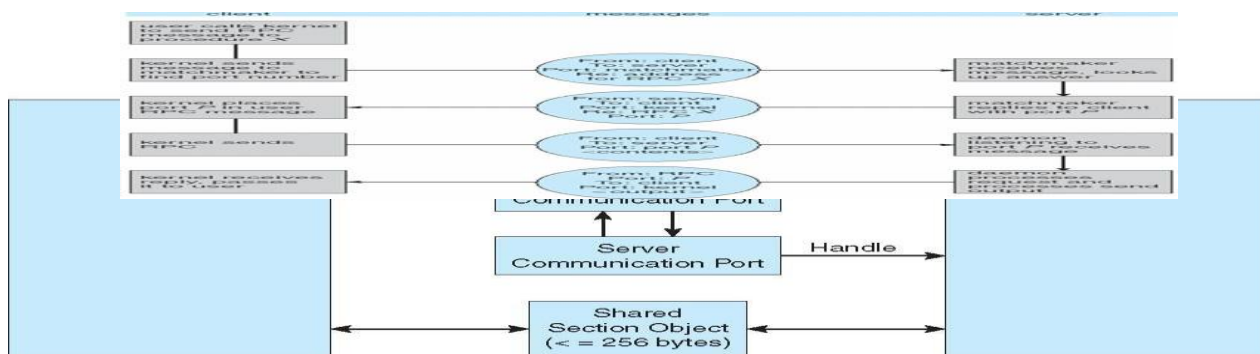 client messages server
user calls kernel
to send RPC
message to
procedure X
kernel sends
message to
matchmaker to
find port number
From: client
To: server
Port: matchmaker
Re: address
for RPC X
matchmaker
receives
message, looks
up answer
kernel places
port P in user
RPC message
From: server
To: client
Port: kernel
Re: RPC X
Port: P
matchmaker
replies to client
with port P
kernel sends
RPC
From: client
To: server
Port: port P
<contents>
daemon
listening to
port P receives
message
kernel receives
reply, passes
it to user
From: RPC
Port: P
To: client
Port: kernel
<output>
daemon
processes
request and
processes send
output
Communication Port
Server
Communication Port
Handle
Shared
Section Object
(< = 256 bytes)